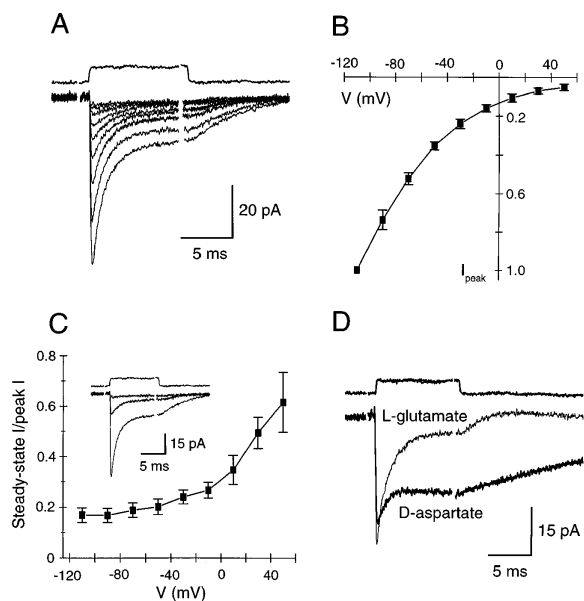 A
20 pA
5 ms
B
-120 -80 -40 0 40
V (mV)
0.2
0.6
1.0
I peak
C
0.8
0.6
0.4
0.2
0
Steady-state I/peak I
15 pA
5 ms
-120 -80 -40 0 40
V (mV)
D
L-glutamate
D-aspartate
15 pA
5 ms